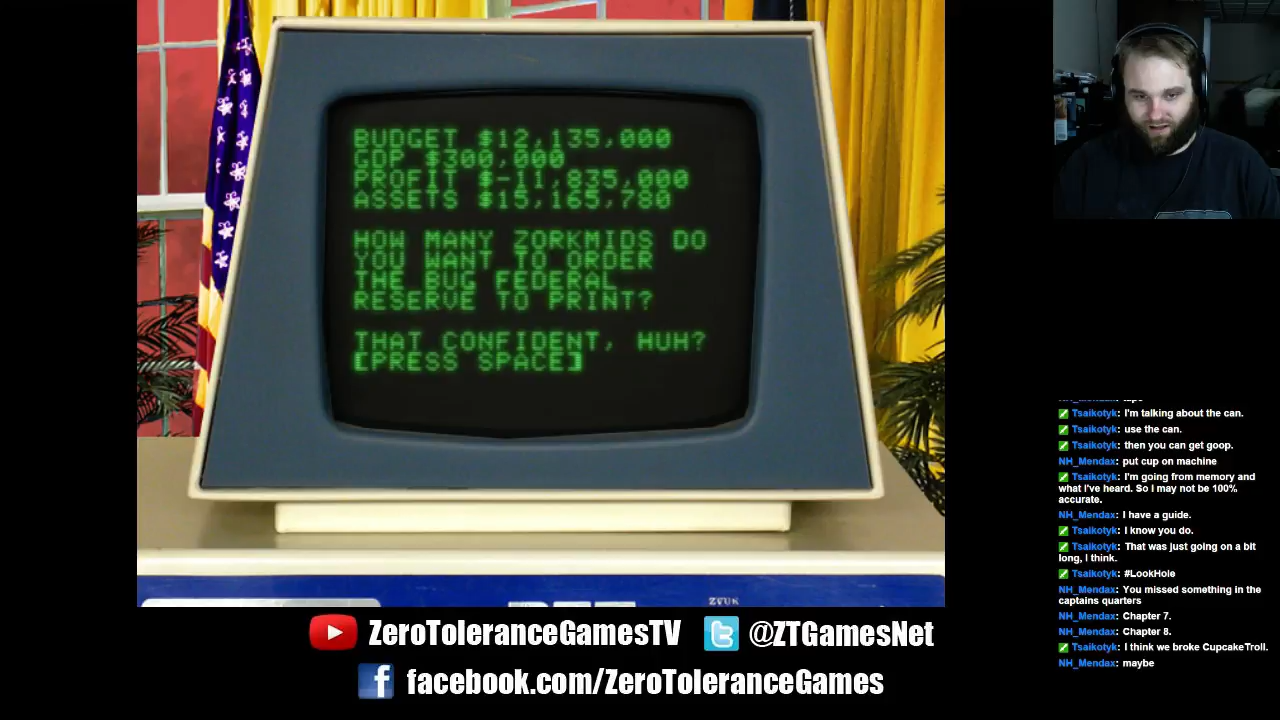 BUDGET $12,135,000
GDP $300,000
PROFIT $-11,835,000
ASSETS $15,165,780
HOW MANY ZORKMIDS DO
YOU WANT TO ORDER
THE BUG FEDERAL
RESERVE TO PRINT?
THAT CONFIDENT, HUH?
[PRESS SPACE]
ZeroToleranceGamesTV
@ZTGamesNet
facebook.com/ZeroToleranceGames
Tsaikotyk: I'm talking about the can.
Tsaikotyk: use the can.
Tsaikotyk: then you can get goop.
NH_Mendax: put cup on machine
Tsaikotyk: I'm going from memory and
what I've heard. So I may not be 100%
accurate.
NH_Mendax: I have a guide.
Tsaikotyk: I know you do.
Tsaikotyk: That was just going on a bit
long, I think.
Tsaikotyk: #LookHole
NH_Mendax: You missed something in the
captains quarters
NH_Mendax: Chapter 7.
NH_Mendax: Chapter 8.
Tsaikotyk: I think we broke CupcakeTroll.
NH_Mendax: maybe